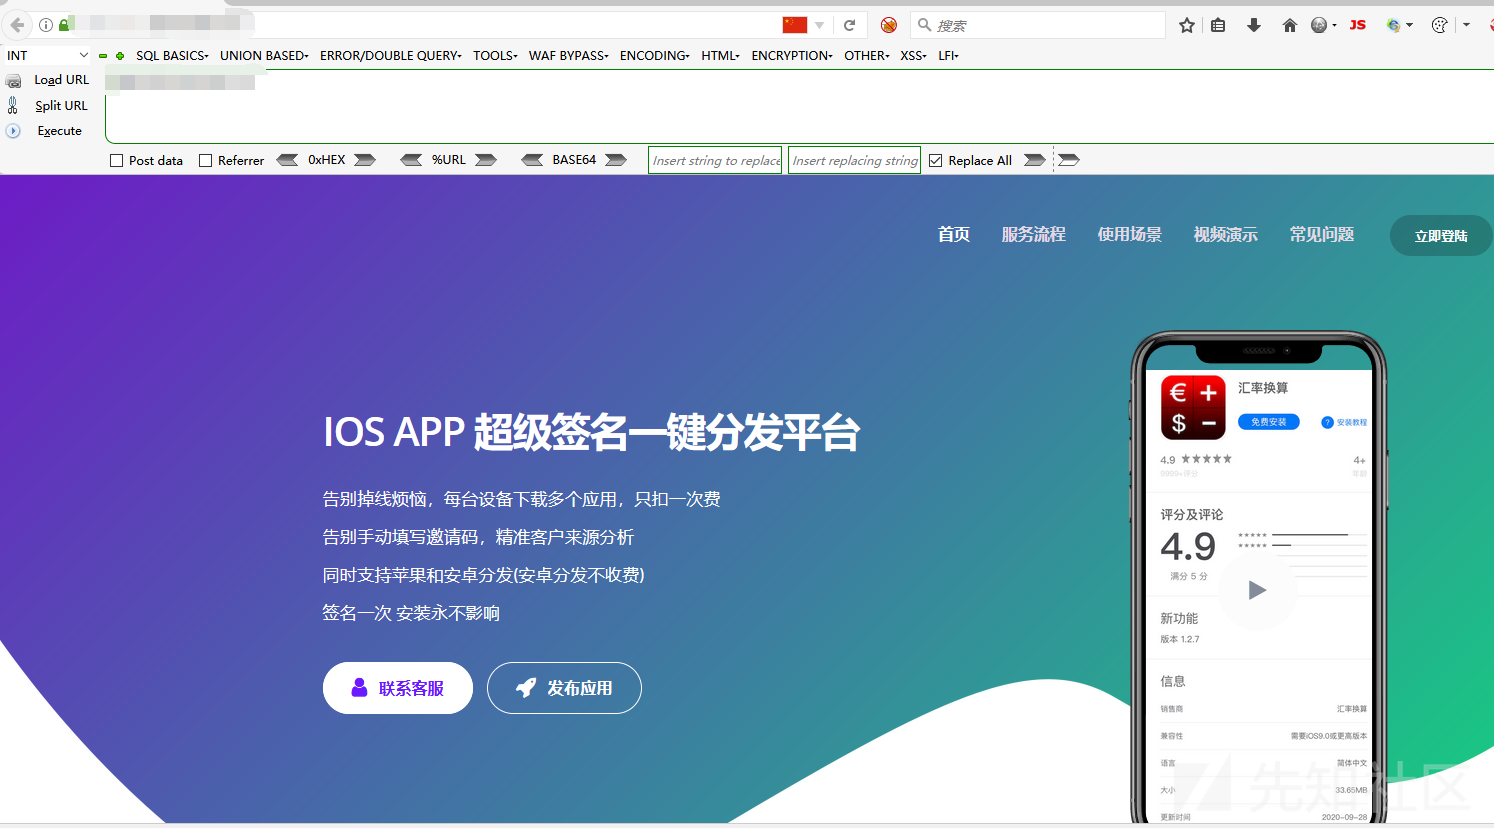 搜索
JS
INT
SQL BASICS
UNION BASED
ERROR/DOUBLE QUERY
TOOLS
WAF BYPASS
ENCODING
HTML
ENCRYPTION
OTHER
XSS
LFI
Load URL
Split URL
Execute
Post data
Referrer
0xHEX
%URL
BASE64
Insert string to replace
Insert replacing string
Replace All
首页
服务流程
使用场景
视频演示
常见问题
立即登陆
IOS APP 超级签名一键分发平台
告别掉线烦恼，每台设备下载多个应用，只扣一次费
告别手动填写邀请码，精准客户来源分析
同时支持苹果和安卓分发(安卓分发不收费)
签名一次 安装永不影响
联系客服
发布应用
汇率换算
免费安装
? 安装教程
4.9 ★★★★★
4+
9999+评分
年龄
评分及评论
4.9
满分 5 分
新功能
版本 1.2.7
信息
销售商
汇率换算
兼容性
需要iOS9.0或更高版本
语言
简体中文
大小
33.65MB
更新时间
2020-09-28
先知社区